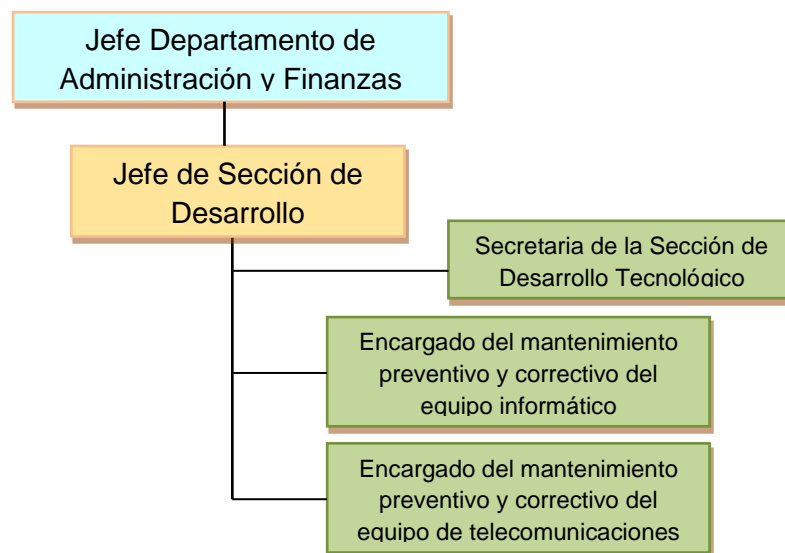 Jefe Departamento de
Administración y Finanzas
Jefe de Sección de
Desarrollo
Secretaria de la Sección de
Desarrollo Tecnológico
Encargado del mantenimiento
preventivo y correctivo del
equipo informático
Encargado del mantenimiento
preventivo y correctivo del
equipo de telecomunicaciones